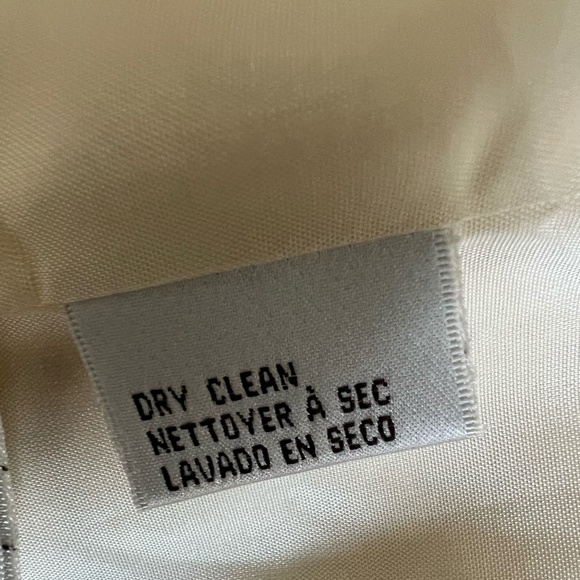 DRY CLEAN
NETTOYER À SEC
LAVADO EN SECO